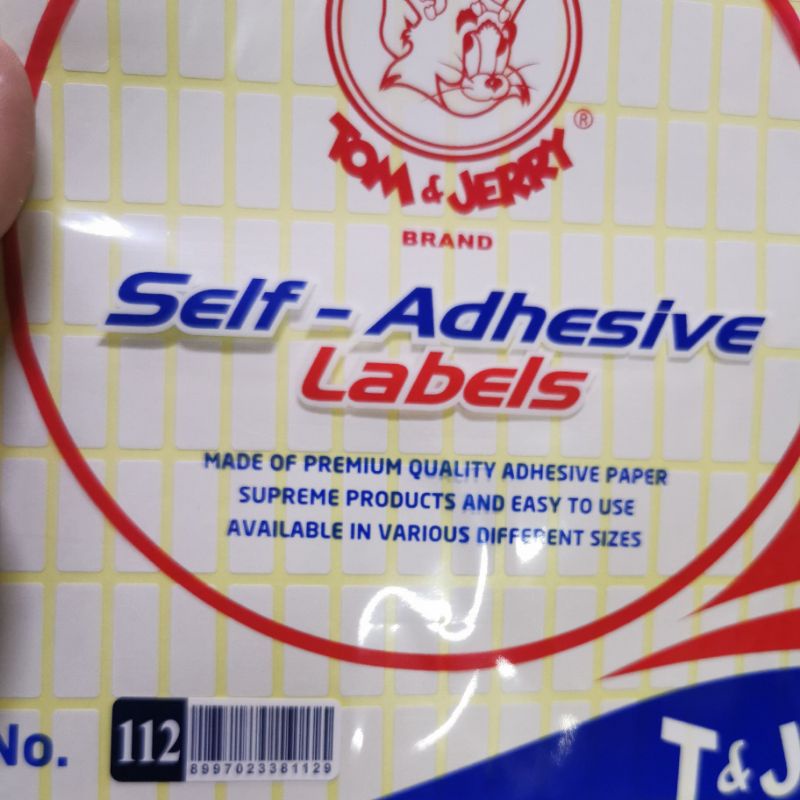 TOM & JERRY ®
BRAND
Self - Adhesive
Labels
MADE OF PREMIUM QUALITY ADHESIVE PAPER
SUPREME PRODUCTS AND EASY TO USE
AVAILABLE IN VARIOUS DIFFERENT SIZES
No. 112
8997023381129
T & J